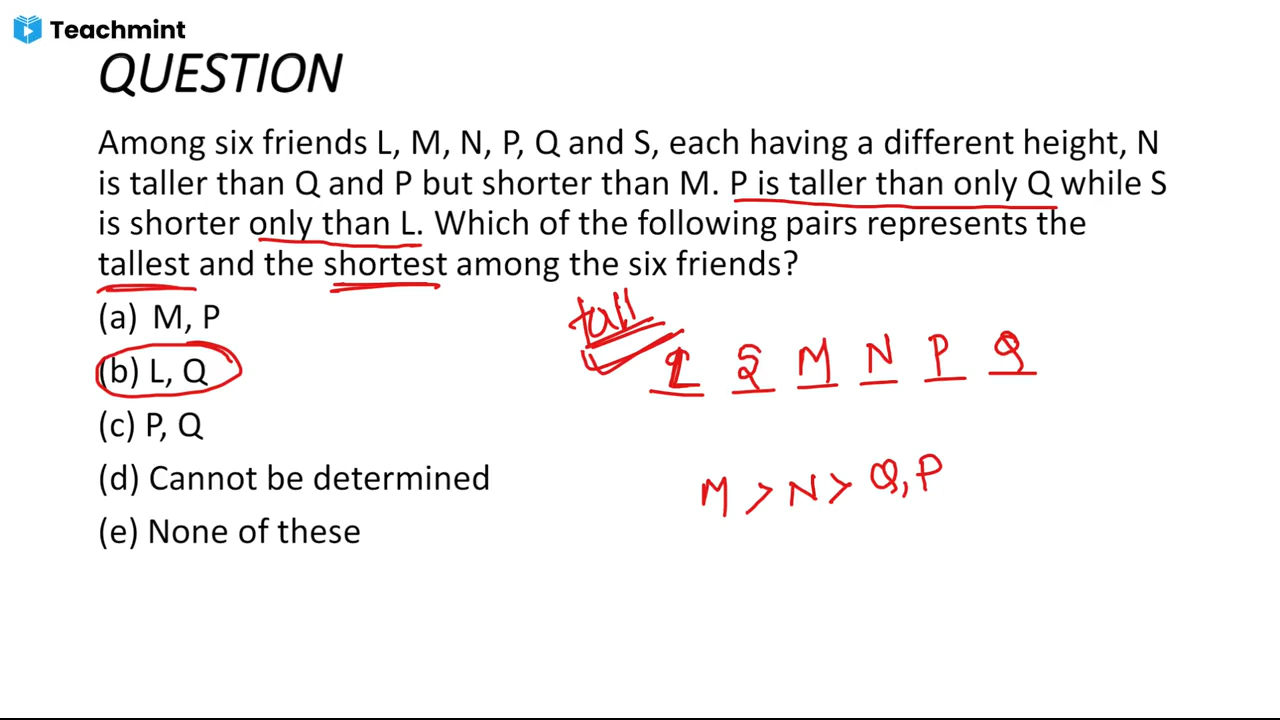 Teachmint
QUESTION
Among six friends L, M, N, P, Q and S, each having a different height, N
is taller than Q and P but shorter than M. P is taller than only Q while S
is shorter only than L. Which of the following pairs represents the
tallest and the shortest among the six friends?
(a) M, P
(b) L, Q
(c) P, Q
(d) Cannot be determined
(e) None of these
tall
L S M N P Q
M > N > Q, P